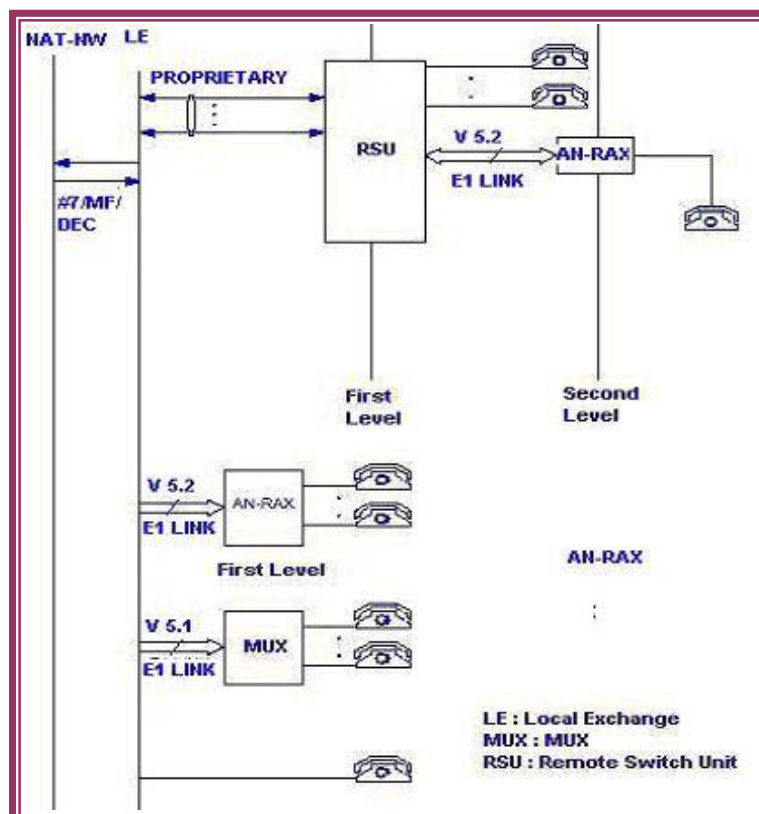 NAT-NW LE
PROPRIETARY
RSU
V 5.2
E1 LINK
AN-RAX
#7/MF/
DEC
First
Level
Second
Level
V 5.2
AN-RAX
E1 LINK
First Level
AN-RAX
:
V 5.1
MUX
E1 LINK
LE : Local Exchange
MUX : MUX
RSU : Remote Switch Unit